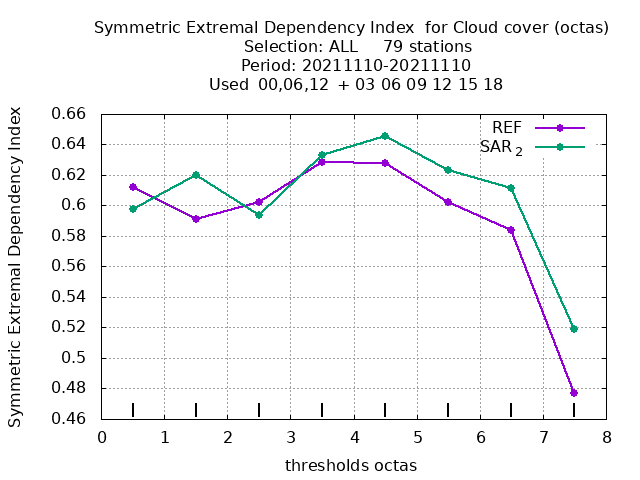 Symmetric Extremal Dependency Index for Cloud cover (octas)
Selection: ALL 79 stations
Period: 20211110-20211110
Used 00,06,12 + 03 06 09 12 15 18
Symmetric Extremal Dependency Index
0.66
0.64
0.62
0.6
0.58
0.56
0.54
0.52
0.5
0.48
0.46
REF
SAR 2
0 1 2 3 4 5 6 7 8
thresholds octas